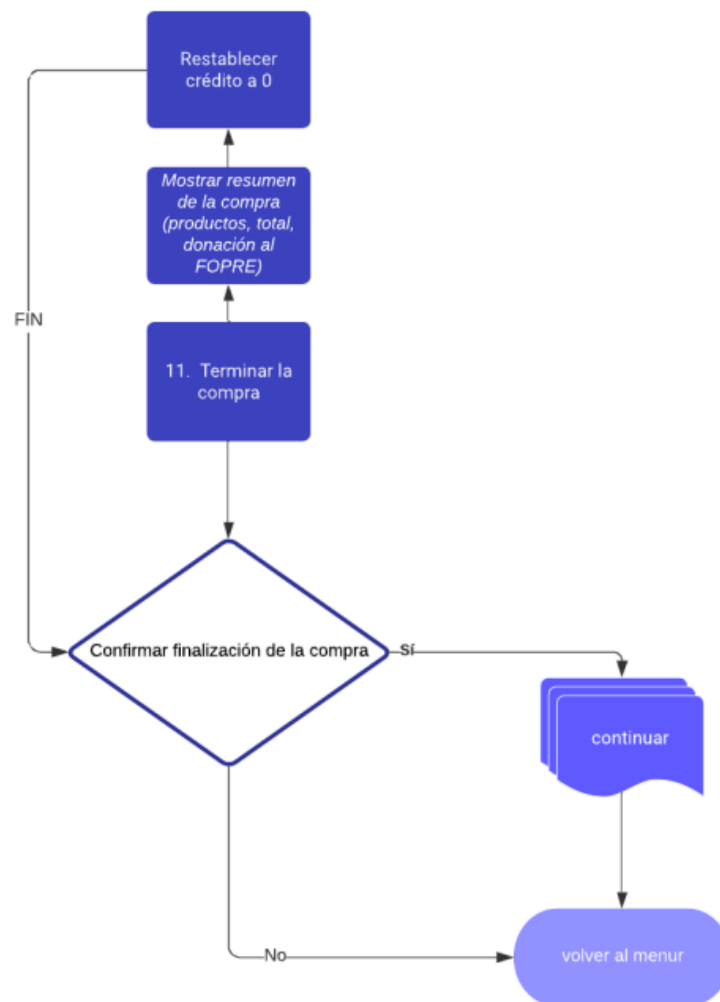 Restablecer
crédito a 0
Mostrar resumen
de la compra
(productos, total,
donación al
FOPRE)
FIN
11. Terminar la
compra
Confirmar finalización de la compra
Sí
continuar
No
volver al menur